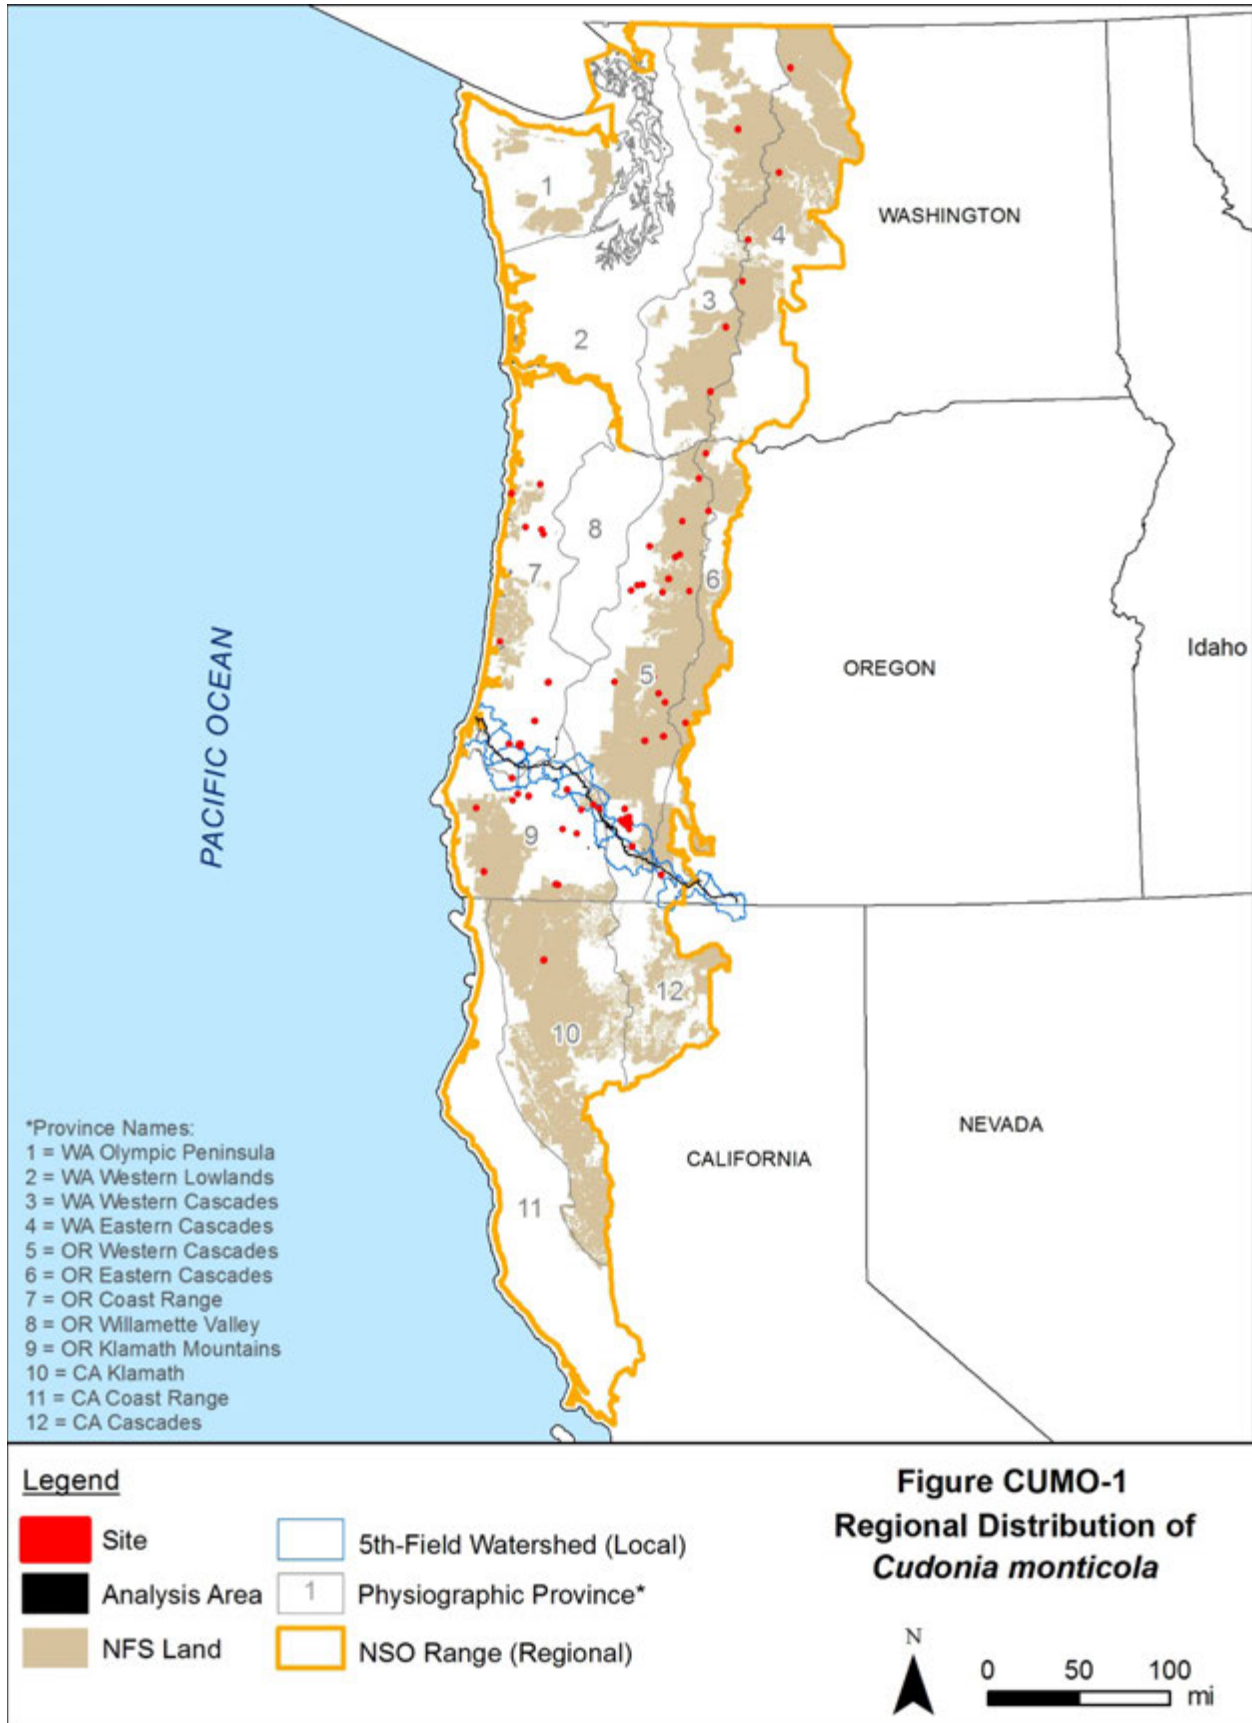 1
WASHINGTON
4
3
2
8
7
6
Idaho
5
OREGON
PACIFIC OCEAN
9
12
10
*Province Names:
1 = WA Olympic Peninsula
2 = WA Western Lowlands
3 = WA Western Cascades
4 = WA Eastern Cascades
5 = OR Western Cascades
6 = OR Eastern Cascades
7 = OR Coast Range
8 = OR Willamette Valley
9 = OR Klamath Mountains
10 = CA Klamath
11 = CA Coast Range
12 = CA Cascades
NEVADA
CALIFORNIA
11
Legend
Site
Analysis Area
NFS Land
5th-Field Watershed (Local)
1 Physiographic Province*
NSO Range (Regional)
Figure CUMO-1
Regional Distribution of
Cudonia monticola
N
0 50 100
mi